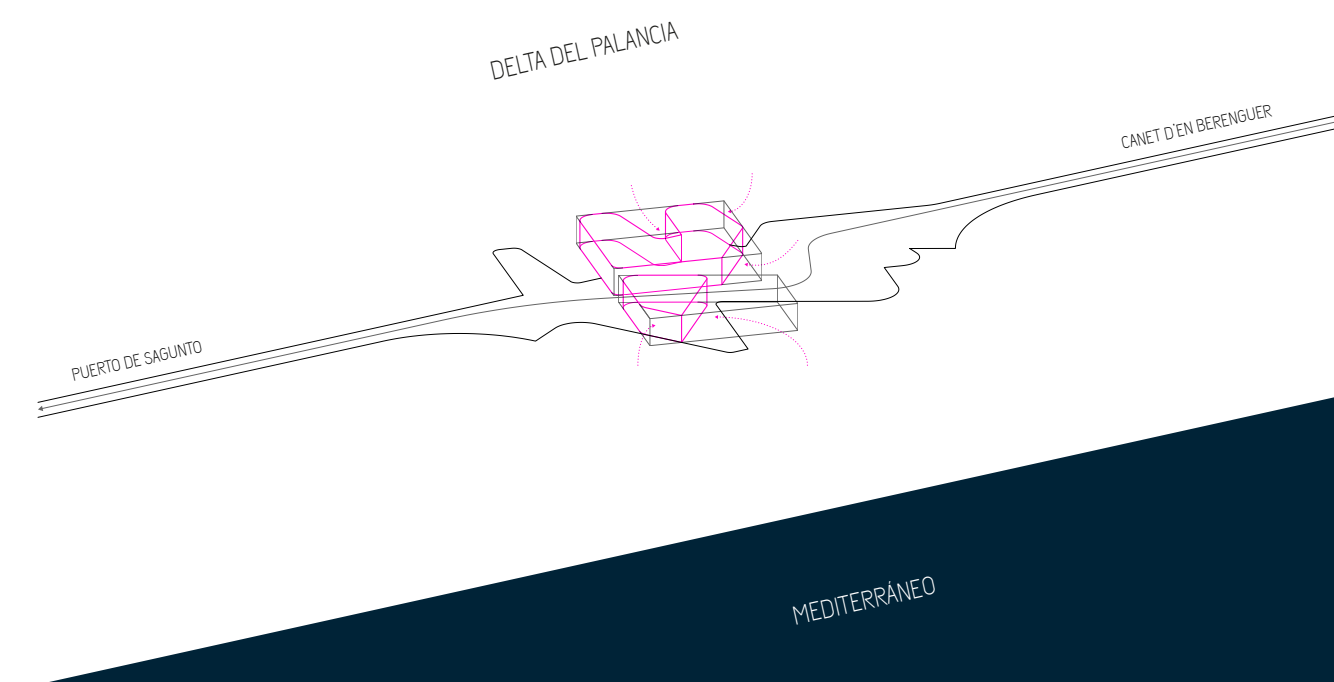 DELTA DEL PALANCIA
CANET D'EN BERENGUER
PUERTO DE SAGUNTO
MEDITERRÁNEO